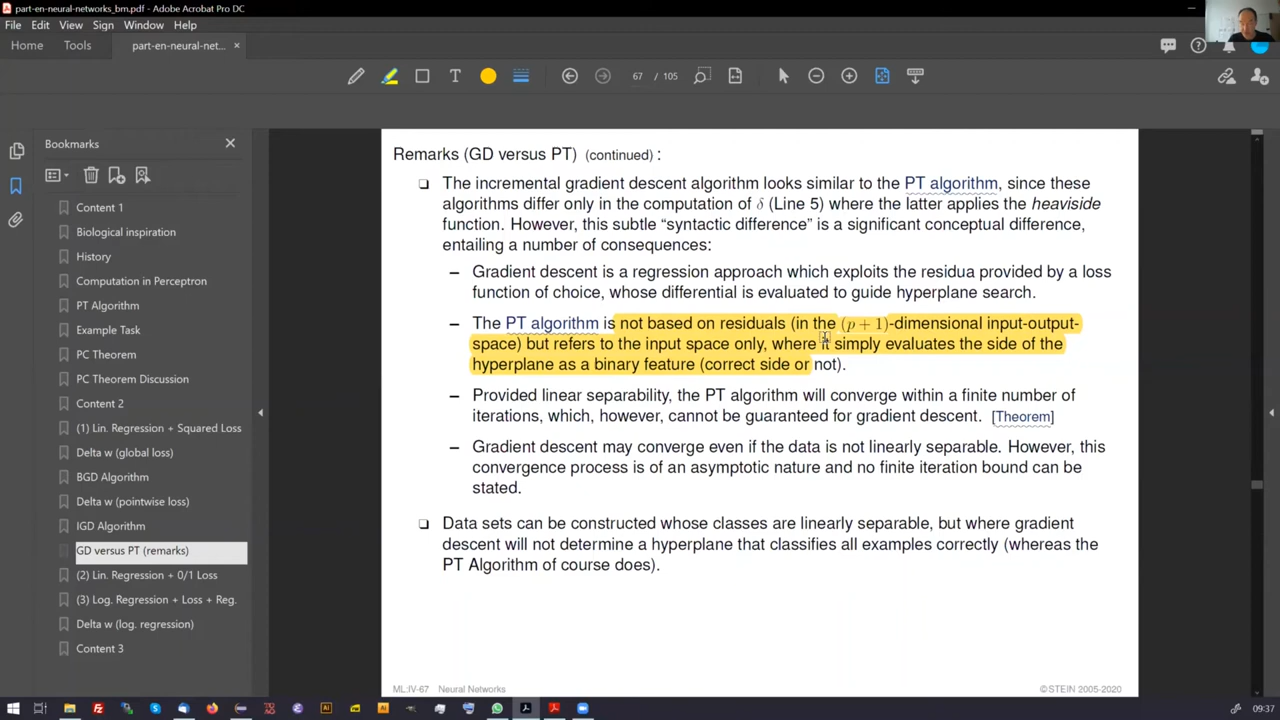 part-en-neural-networks_bm.pdf - Adobe Acrobat Pro DC
File Edit View Sign Window Help
Home Tools part-en-neural-net... ×
67 / 105
Bookmarks
Content 1
Biological inspiration
History
Computation in Perceptron
PT Algorithm
Example Task
PC Theorem
PC Theorem Discussion
Content 2
(1) Lin. Regression + Squared Loss
Delta w (global loss)
BGD Algorithm
Delta w (pointwise loss)
IGD Algorithm
GD versus PT (remarks)
(2) Lin. Regression + 0/1 Loss
(3) Log. Regression + Loss + Reg.
Delta w (log. regression)
Content 3
Remarks (GD versus PT) (continued) :
❑ The incremental gradient descent algorithm looks similar to the PT algorithm, since these
algorithms differ only in the computation of δ (Line 5) where the latter applies the heaviside
function. However, this subtle “syntactic difference” is a significant conceptual difference,
entailing a number of consequences:
– Gradient descent is a regression approach which exploits the residua provided by a loss
function of choice, whose differential is evaluated to guide hyperplane search.
– The PT algorithm is not based on residuals (in the (p + 1)-dimensional input-output-
space) but refers to the input space only, where it simply evaluates the side of the
hyperplane as a binary feature (correct side or not).
– Provided linear separability, the PT algorithm will converge within a finite number of
iterations, which, however, cannot be guaranteed for gradient descent. [Theorem]
– Gradient descent may converge even if the data is not linearly separable. However, this
convergence process is of an asymptotic nature and no finite iteration bound can be
stated.
❑ Data sets can be constructed whose classes are linearly separable, but where gradient
descent will not determine a hyperplane that classifies all examples correctly (whereas the
PT Algorithm of course does).
ML:IV-67 Neural Networks ©STEIN 2005-2020
09:37